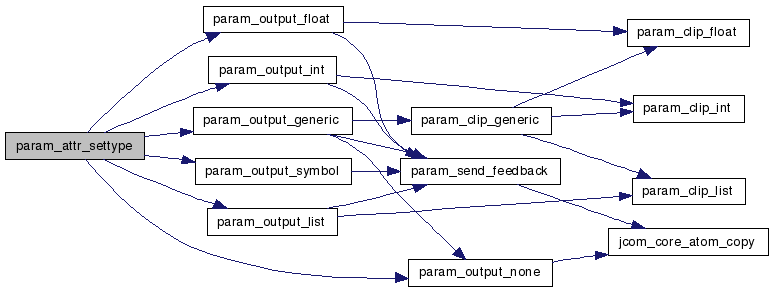 param_attr_settype
param_output_float
param_output_int
param_output_generic
param_output_symbol
param_output_list
param_clip_generic
param_send_feedback
param_output_none
param_clip_float
param_clip_int
param_clip_list
jcom_core_atom_copy